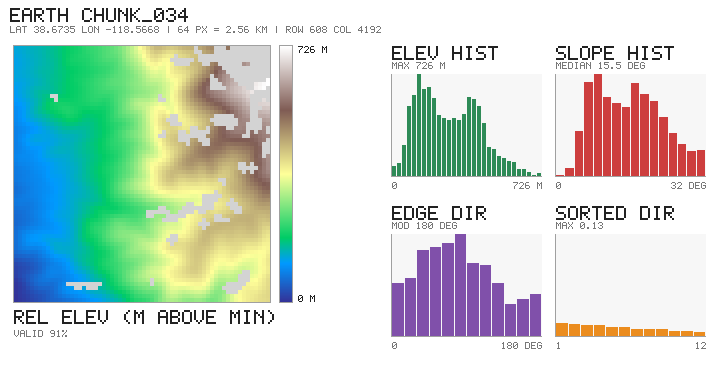 EARTH CHUNK_034
LAT 38.6735 LON -118.5668 | 64 PX = 2.56 KM | ROW 608 COL 4192
726 M
0 M
REL ELEV (M ABOVE MIN)
VALID 91%
ELEV HIST
MAX 726 M
0 726 M
SLOPE HIST
MEDIAN 15.5 DEG
0 32 DEG
EDGE DIR
MOD 180 DEG
0 180 DEG
SORTED DIR
MAX 0.13
1 12